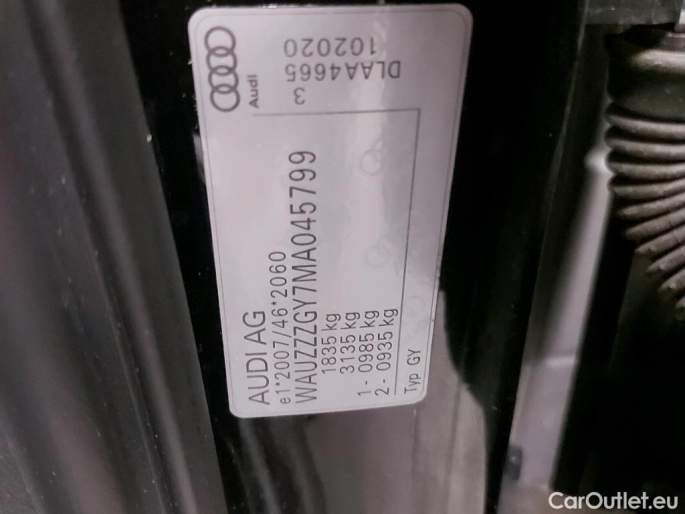 AUDI AG
e1*2007/46*2060
WAUZZZGY7MA045799
1835 kg
3135 kg
1 - 0985 kg
2 - 0935 kg
Typ GY
Audi
3
DLAA4665
102020
CarOutlet.eu